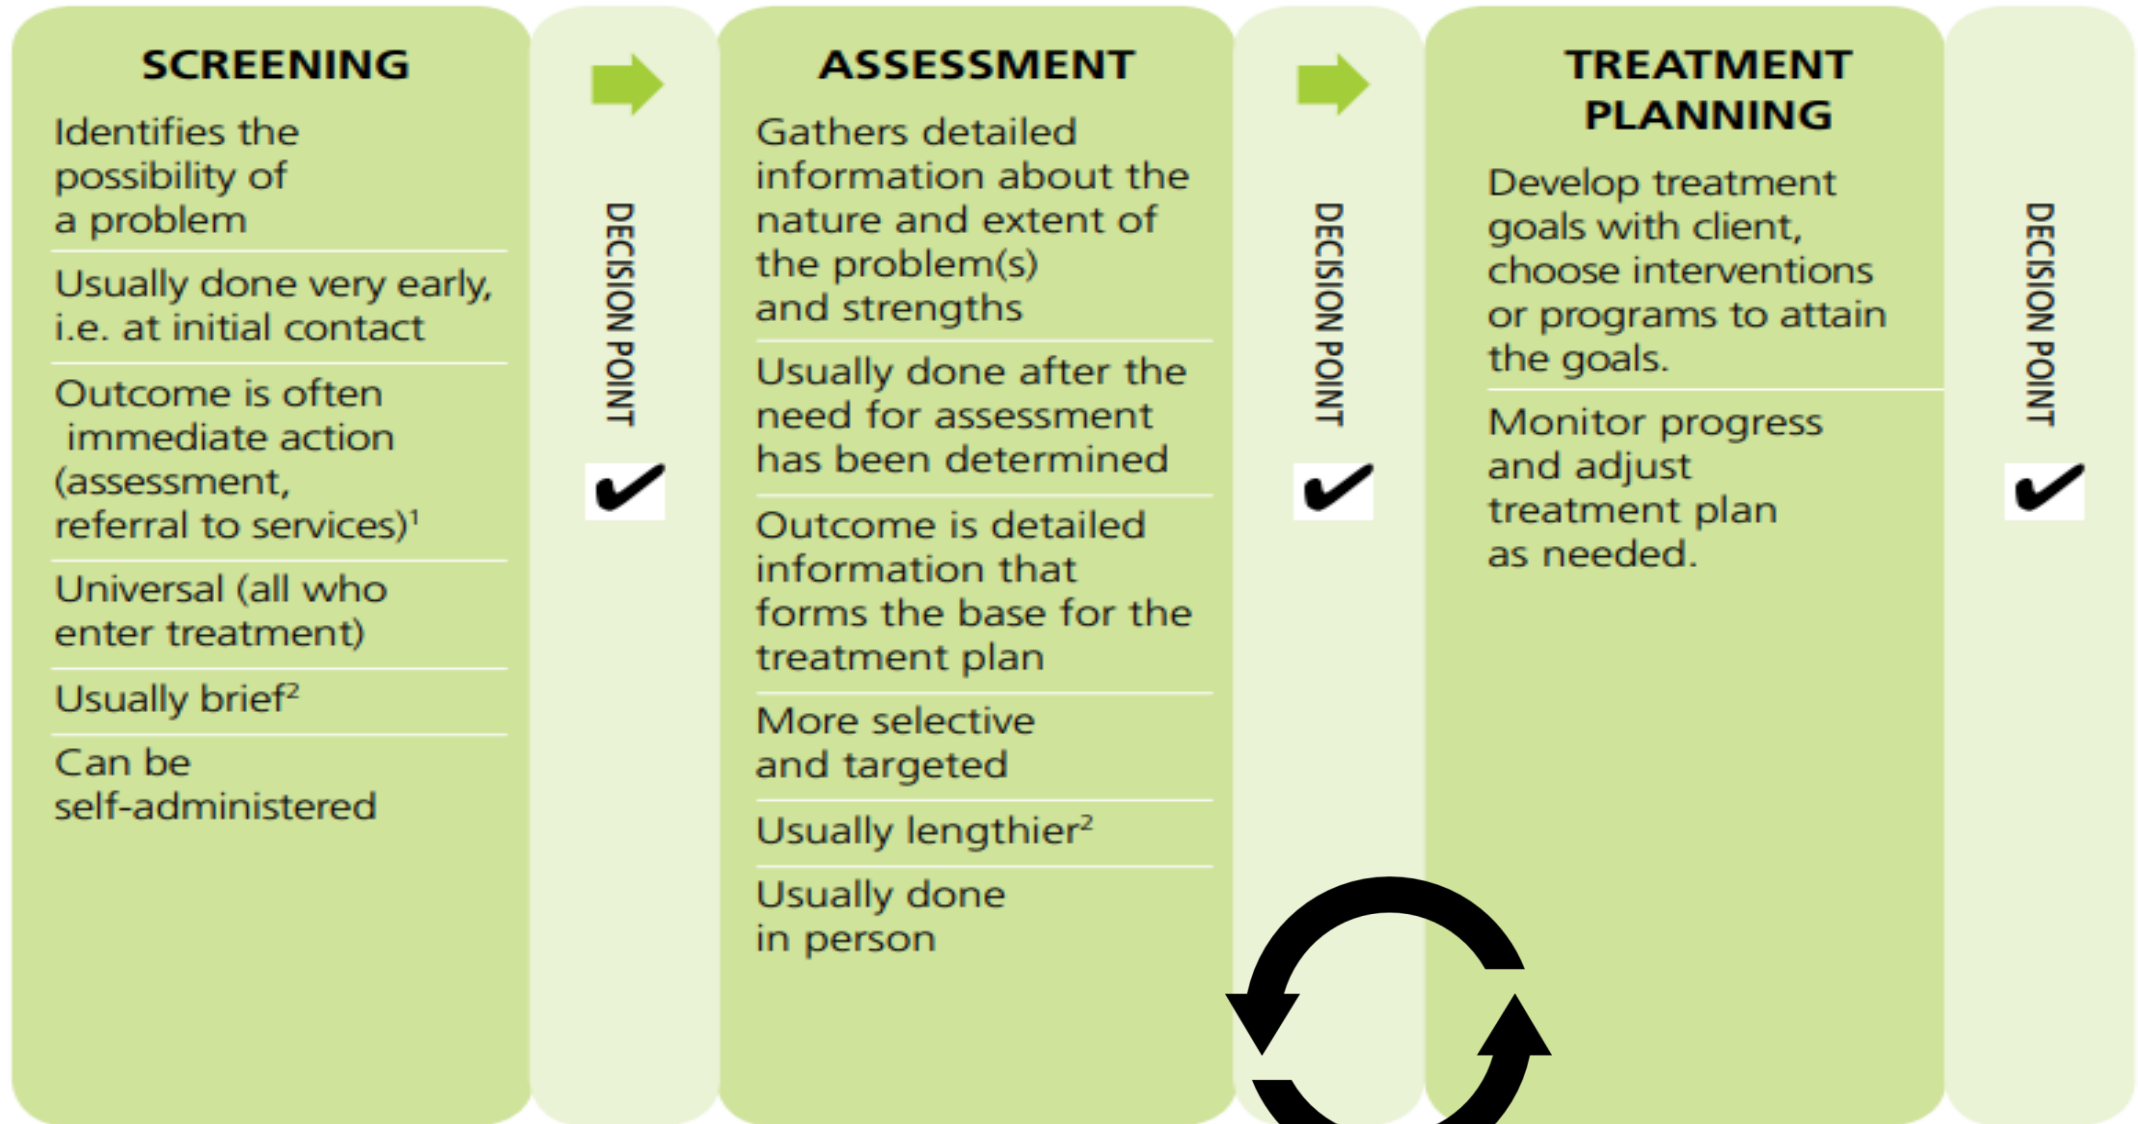 SCREENING
Identifies the
possibility of
a problem
Usually done very early,
i.e. at initial contact
Outcome is often
immediate action
(assessment,
referral to services)¹
Universal (all who
enter treatment)
Usually brief²
Can be
self-administered
DECISION POINT
ASSESSMENT
Gathers detailed
information about the
nature and extent of
the problem(s)
and strengths
Usually done after the
need for assessment
has been determined
Outcome is detailed
information that
forms the base for the
treatment plan
More selective
and targeted
Usually lengthier²
Usually done
in person
DECISION POINT
TREATMENT
PLANNING
Develop treatment
goals with client,
choose interventions
or programs to attain
the goals.
Monitor progress
and adjust
treatment plan
as needed.
DECISION POINT